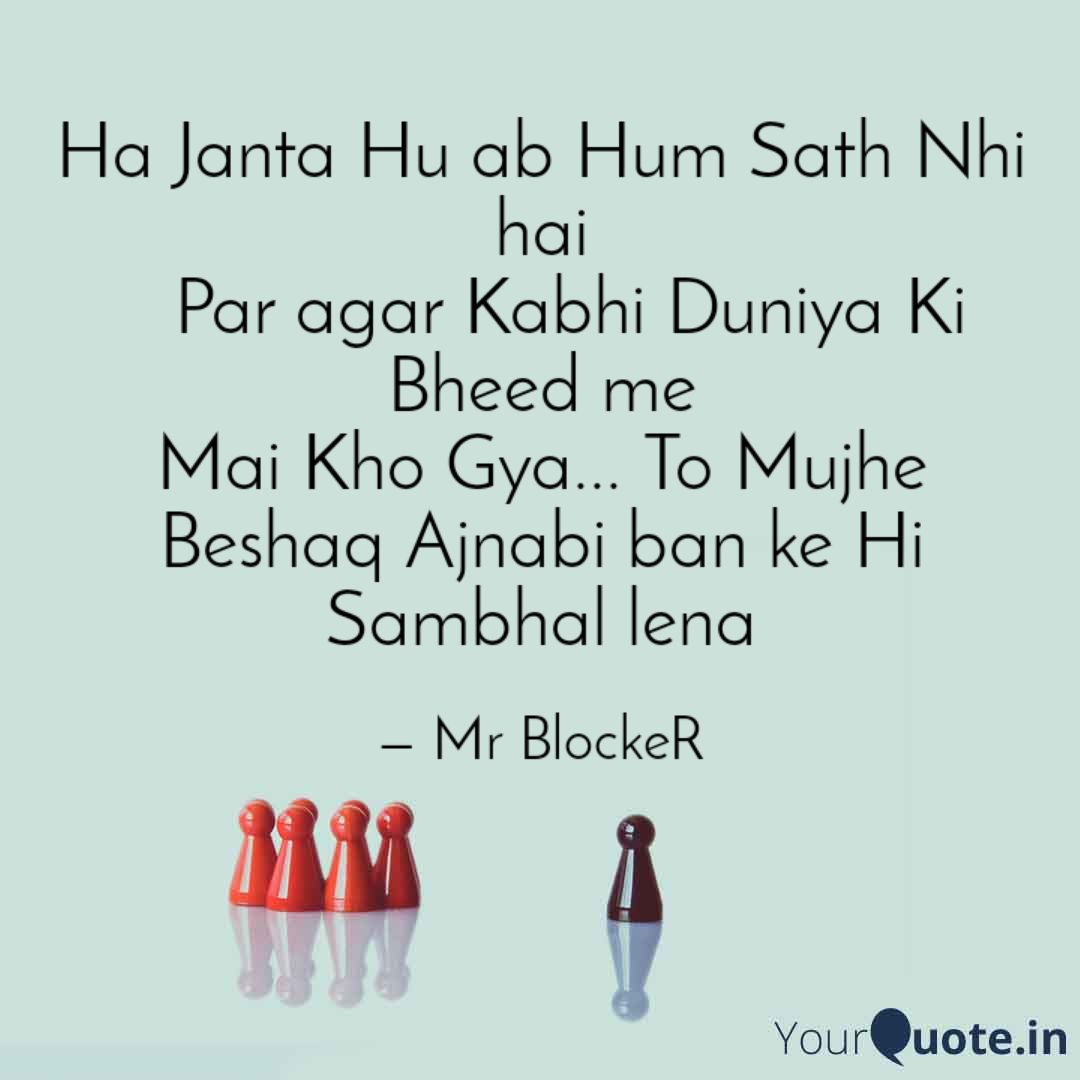 Ha Janta Hu ab Hum Sath Nhi
hai
Par agar Kabhi Duniya Ki
Bheed me
Mai Kho Gya... To Mujhe
Beshaq Ajnabi ban ke Hi
Sambhal lena
– Mr BlockeR
YourQuote.in